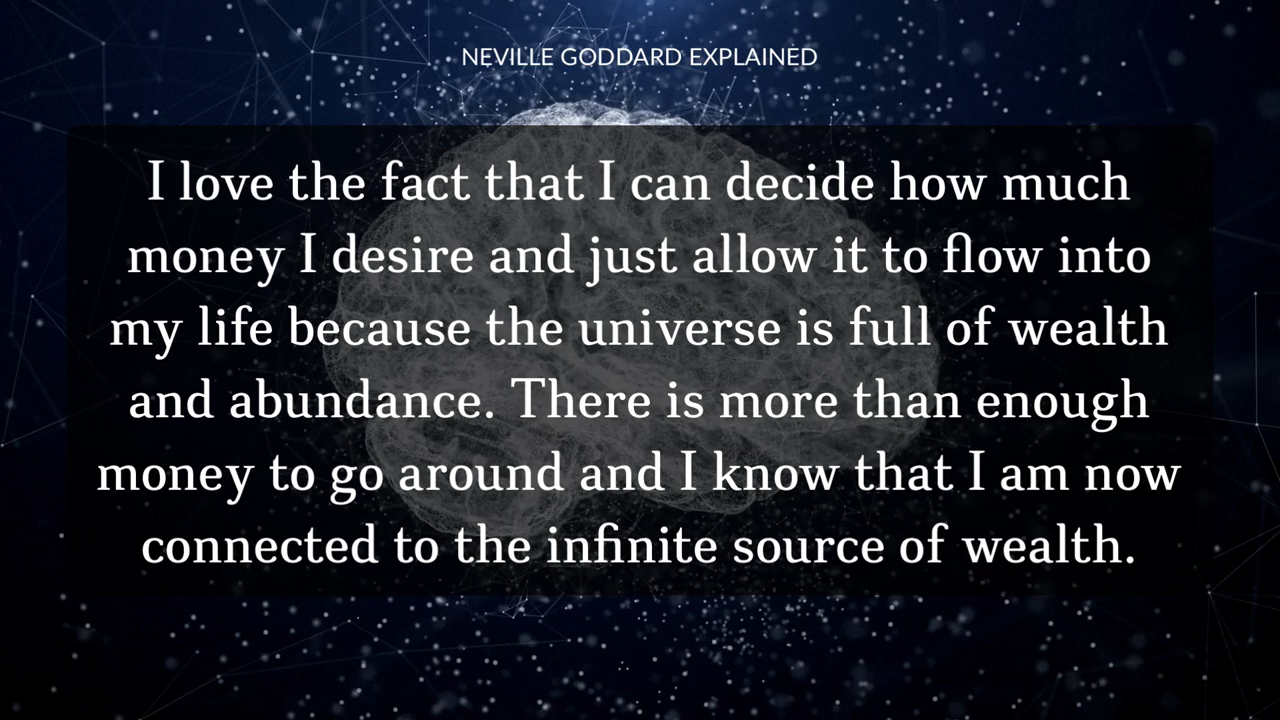 NEVILLE GODDARD EXPLAINED
I love the fact that I can decide how much
money I desire and just allow it to flow into
my life because the universe is full of wealth
and abundance. There is more than enough
money to go around and I know that I am now
connected to the infinite source of wealth.